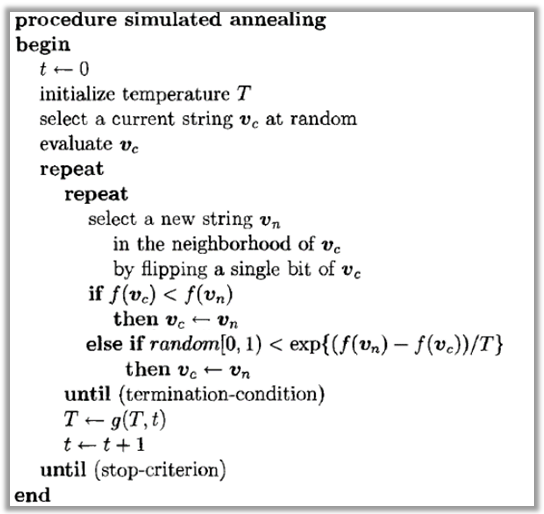 procedure simulated annealing
begin
t ← 0
initialize temperature T
select a current string v_c at random
evaluate v_c
repeat
repeat
select a new string v_n
in the neighborhood of v_c
by flipping a single bit of v_c
if f(v_c) < f(v_n)
then v_c ← v_n
else if random[0, 1) < exp{(f(v_n) − f(v_c))/T}
then v_c ← v_n
until (termination-condition)
T ← g(T, t)
t ← t + 1
until (stop-criterion)
end